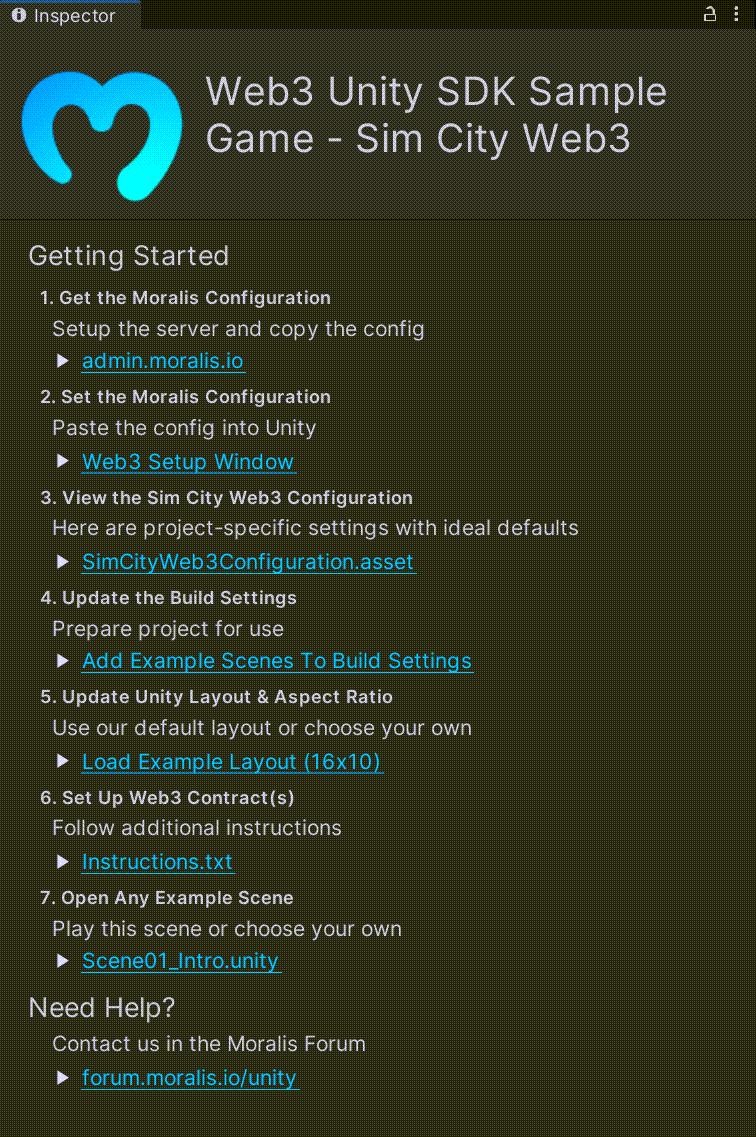 Inspector
Web3 Unity SDK Sample
Game - Sim City Web3
Getting Started
1. Get the Moralis Configuration
Setup the server and copy the config
admin.moralis.io
2. Set the Moralis Configuration
Paste the config into Unity
Web3 Setup Window
3. View the Sim City Web3 Configuration
Here are project-specific settings with ideal defaults
SimCityWeb3Configuration.asset
4. Update the Build Settings
Prepare project for use
Add Example Scenes To Build Settings
5. Update Unity Layout & Aspect Ratio
Use our default layout or choose your own
Load Example Layout (16x10)
6. Set Up Web3 Contract(s)
Follow additional instructions
Instructions.txt
7. Open Any Example Scene
Play this scene or choose your own
Scene01_Intro.unity
Need Help?
Contact us in the Moralis Forum
forum.moralis.io/unity